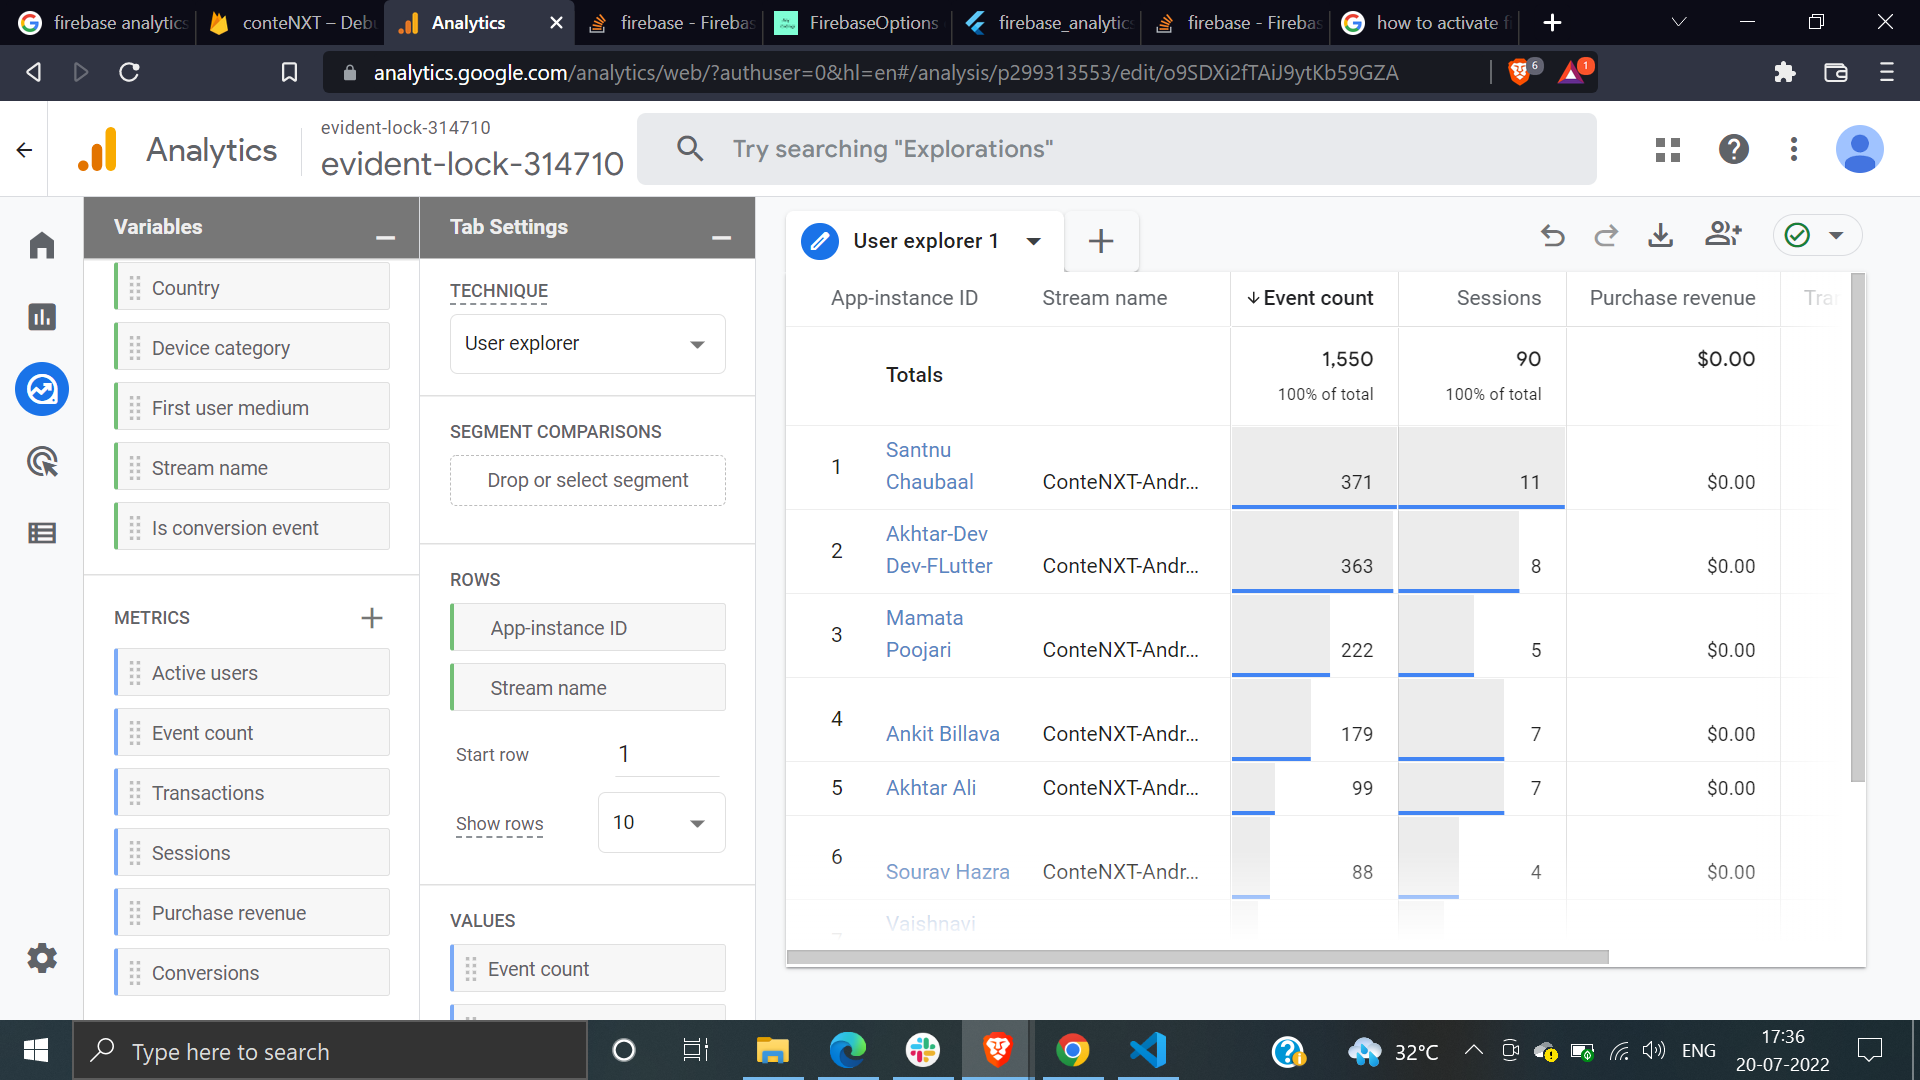 firebase analytics
conteNXT – Debu
Analytics
firebase - Firebas
FirebaseOptions
firebase_analytics
firebase - Firebas
how to activate fi
analytics.google.com/analytics/web/?authuser=0&hl=en#/analysis/p299313553/edit/o9SDXi2fTAiJ9ytKb59GZA
6
1
Analytics
evident-lock-314710
evident-lock-314710
Try searching "Explorations"
Variables
Country
Device category
First user medium
Stream name
Is conversion event
METRICS
Active users
Event count
Transactions
Sessions
Purchase revenue
Conversions
Tab Settings
TECHNIQUE
User explorer
SEGMENT COMPARISONS
Drop or select segment
ROWS
App-instance ID
Stream name
Start row 1
Show rows 10
VALUES
Event count
User explorer 1
App-instance ID Stream name Event count Sessions Purchase revenue Tra
Totals 1,550 90 $0.00
100% of total 100% of total
1 Santnu Chaubaal ConteNXT-Andr... 371 11 $0.00
2 Akhtar-Dev Dev-FLutter ConteNXT-Andr... 363 8 $0.00
3 Mamata Poojari ConteNXT-Andr... 222 5 $0.00
4 Ankit Billava ConteNXT-Andr... 179 7 $0.00
5 Akhtar Ali ConteNXT-Andr... 99 7 $0.00
6 Sourav Hazra ConteNXT-Andr... 88 4 $0.00
Vaishnavi
Type here to search
32°C
ENG
17:36
20-07-2022